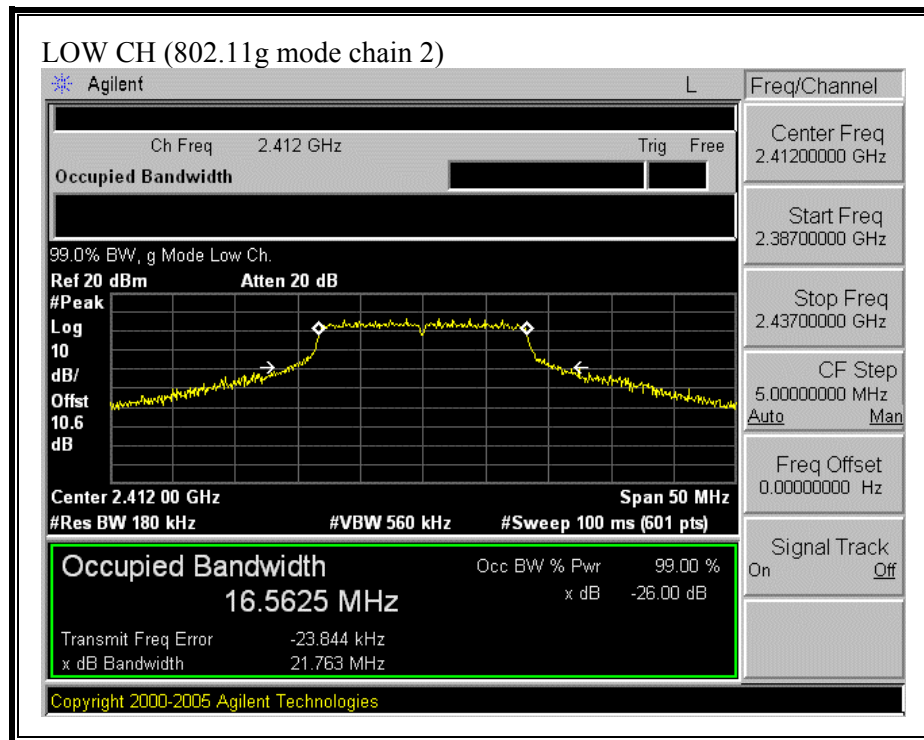 LOW CH (802.11g mode chain 2)
Agilent L
Freq/Channel
Ch Freq 2.412 GHz Trig Free
Occupied Bandwidth
Center Freq
2.41200000 GHz
Start Freq
2.38700000 GHz
99.0% BW, g Mode Low Ch.
Ref 20 dBm Atten 20 dB
#Peak
Log
10
dB/
Offst
10.6
dB
Stop Freq
2.43700000 GHz
CF Step
5.00000000 MHz
Auto Man
Freq Offset
0.00000000 Hz
Center 2.412 00 GHz Span 50 MHz
#Res BW 180 kHz #VBW 560 kHz #Sweep 100 ms (601 pts)
Signal Track
On Off
Occupied Bandwidth
16.5625 MHz
Occ BW % Pwr 99.00 %
x dB -26.00 dB
Transmit Freq Error -23.844 kHz
x dB Bandwidth 21.763 MHz
Copyright 2000-2005 Agilent Technologies